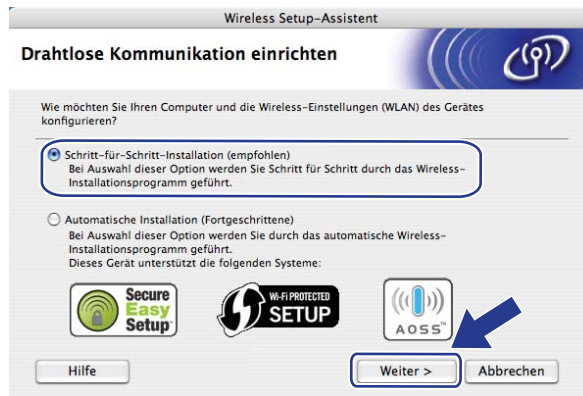 Wireless Setup-Assistent
Drahtlose Kommunikation einrichten
Wie möchten Sie Ihren Computer und die Wireless-Einstellungen (WLAN) des Gerätes
konfigurieren?
Schritt-für-Schritt-Installation (empfohlen)
Bei Auswahl dieser Option werden Sie Schritt für Schritt durch das Wireless-
Installationsprogramm geführt.
Automatische Installation (Fortgeschrittene)
Bei Auswahl dieser Option werden Sie durch das automatische Wireless-
Installationsprogramm geführt.
Dieses Gerät unterstützt die folgenden Systeme:
Secure
Easy
Setup™
Wi-Fi PROTECTED
SETUP
AOSS™
Hilfe
Weiter >
Abbrechen